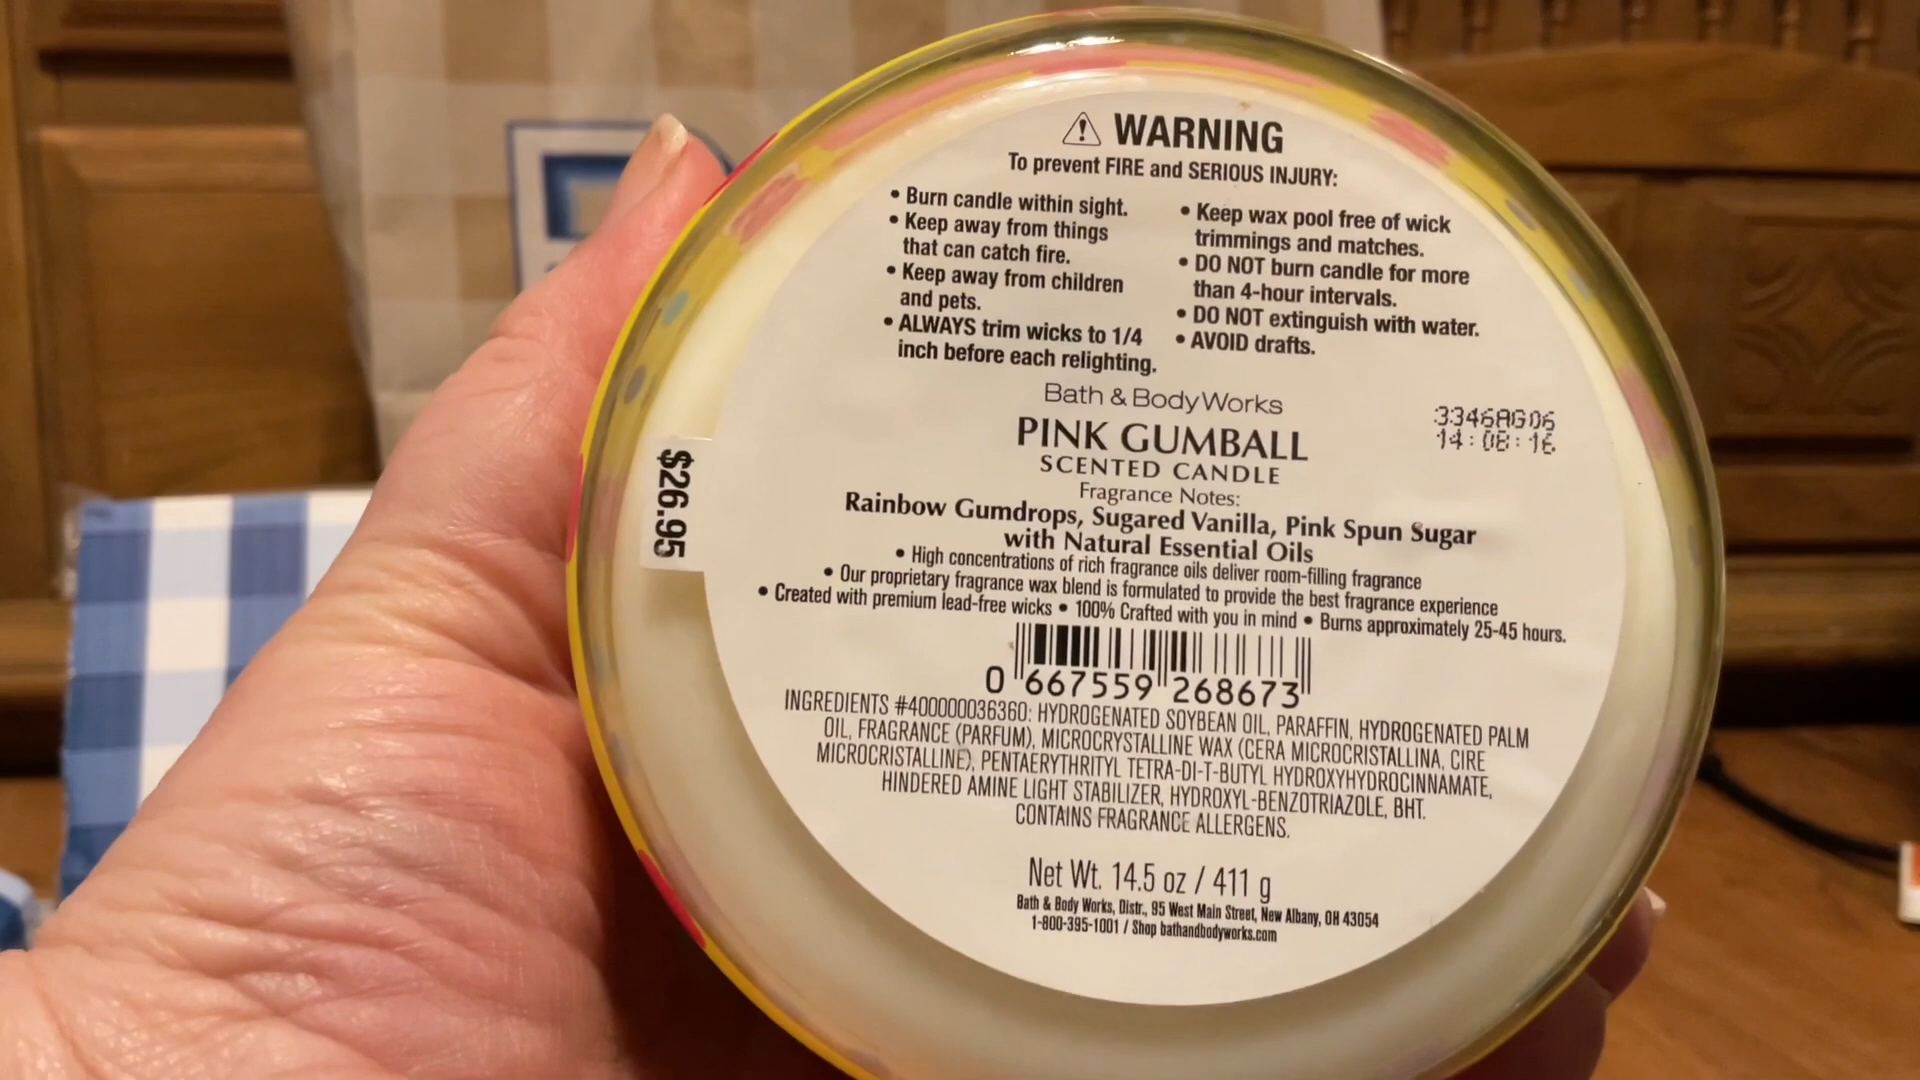 WARNING
To prevent FIRE and SERIOUS INJURY:
• Burn candle within sight.
• Keep away from things
that can catch fire.
• Keep away from children
and pets.
• ALWAYS trim wicks to 1/4
inch before each relighting.
• Keep wax pool free of wick
trimmings and matches.
• DO NOT burn candle for more
than 4-hour intervals.
• DO NOT extinguish with water.
• AVOID drafts.
Bath & Body Works
PINK GUMBALL
SCENTED CANDLE
3346AG06
14:08:16
$26.95
Fragrance Notes:
Rainbow Gumdrops, Sugared Vanilla, Pink Spun Sugar
with Natural Essential Oils
• High concentrations of rich fragrance oils deliver room-filling fragrance
• Our proprietary fragrance wax blend is formulated to provide the best fragrance experience
• Created with premium lead-free wicks • 100% Crafted with you in mind • Burns approximately 25-45 hours.
0 667559 268673
INGREDIENTS #400000036360: HYDROGENATED SOYBEAN OIL, PARAFFIN, HYDROGENATED PALM
OIL, FRAGRANCE (PARFUM), MICROCRYSTALLINE WAX (CERA MICROCRISTALLINA, CIRE
MICROCRISTALLINE), PENTAERYTHRITYL TETRA-DI-T-BUTYL HYDROXYHYDROCINNAMATE,
HINDERED AMINE LIGHT STABILIZER, HYDROXYL-BENZOTRIAZOLE, BHT.
CONTAINS FRAGRANCE ALLERGENS.
Net Wt. 14.5 oz / 411 g
Bath & Body Works, Distr., 95 West Main Street, New Albany, OH 43054
1-800-395-1001 / Shop bathandbodyworks.com